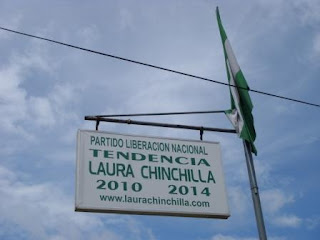 PARTIDO LIBERACION NACIONAL
TENDENCIA
LAURA CHINCHILLA
2010 2014
www.laurachinchilla.com